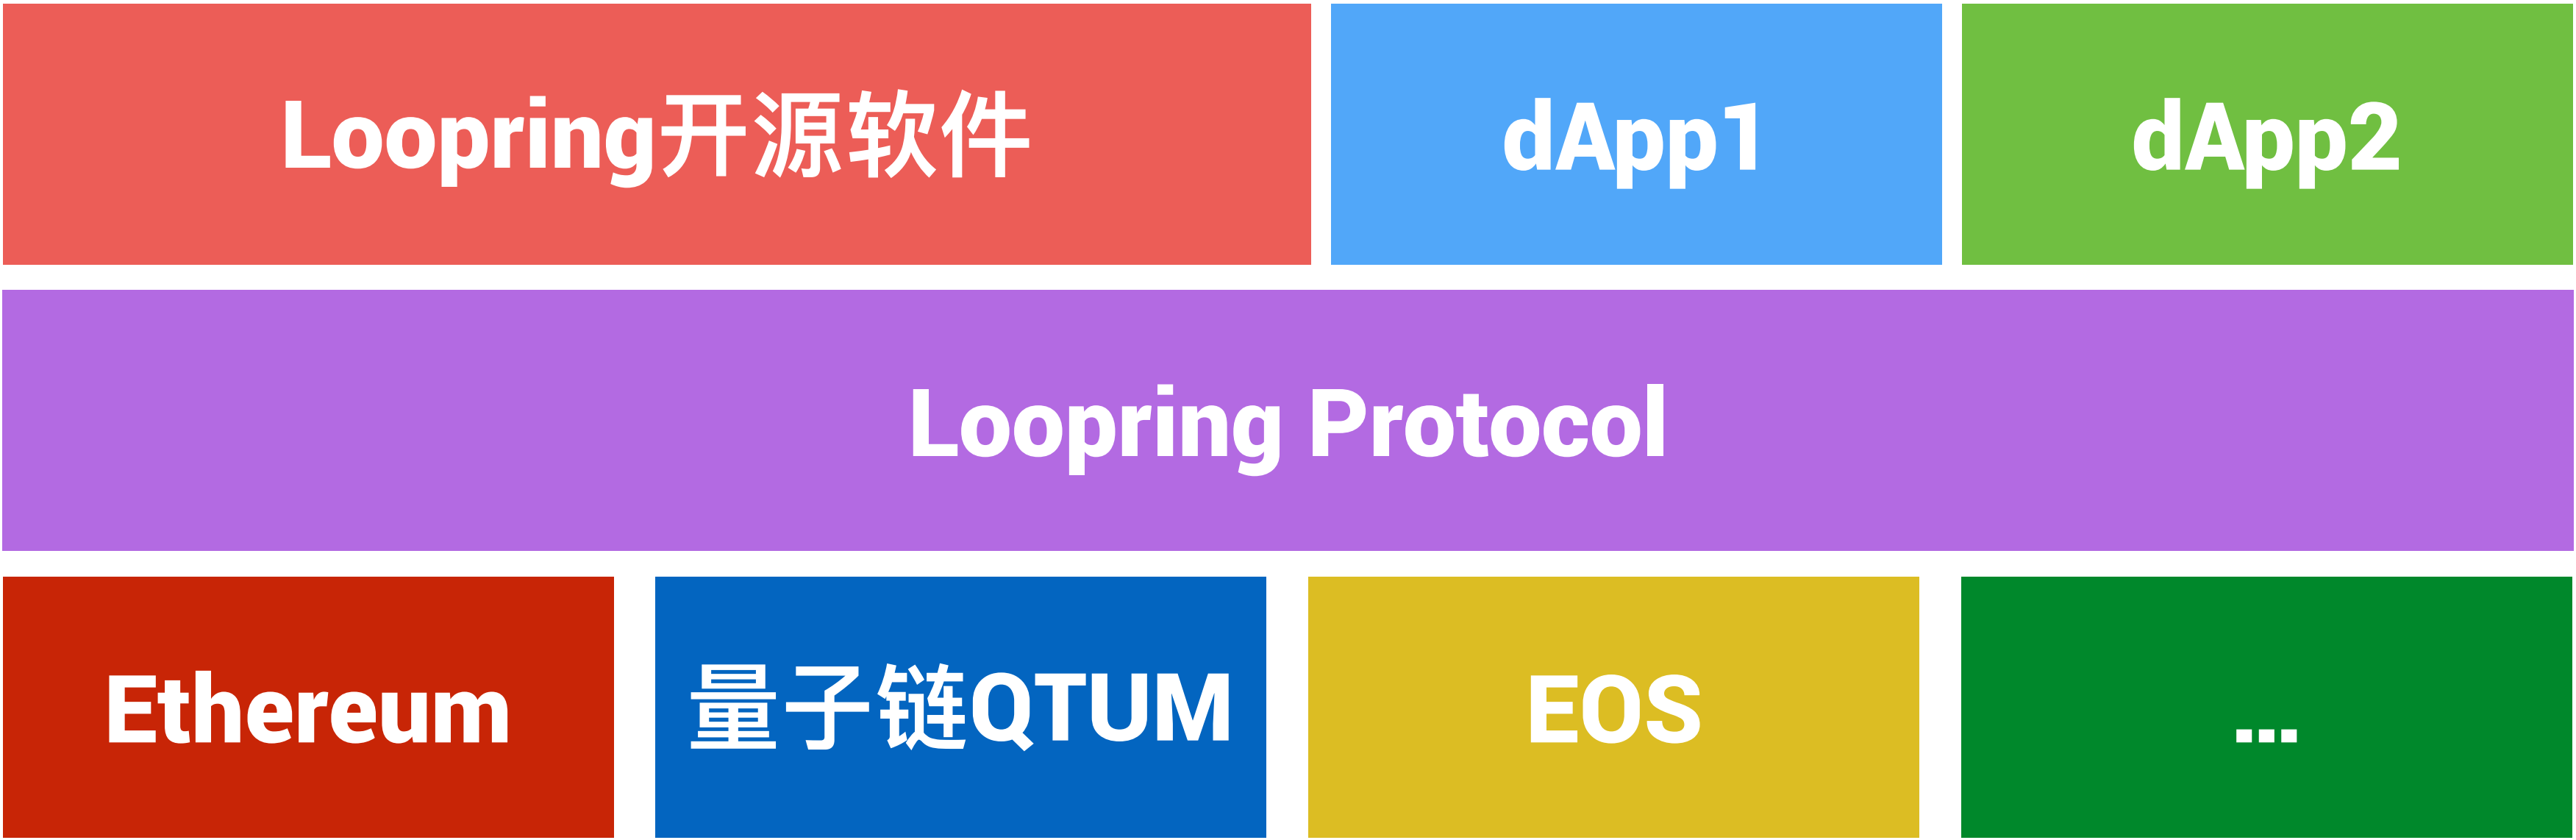 Loopring开源软件
dApp1
dApp2
Loopring Protocol
Ethereum
量子链QTUM
EOS
...